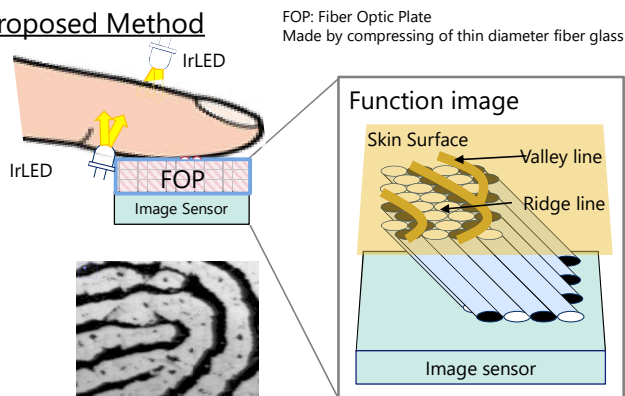 roposed Method
FOP: Fiber Optic Plate
Made by compressing of thin diameter fiber glass
IrLED
IrLED
FOP
Image Sensor
Function image
Skin Surface
Valley line
Ridge line
Image sensor